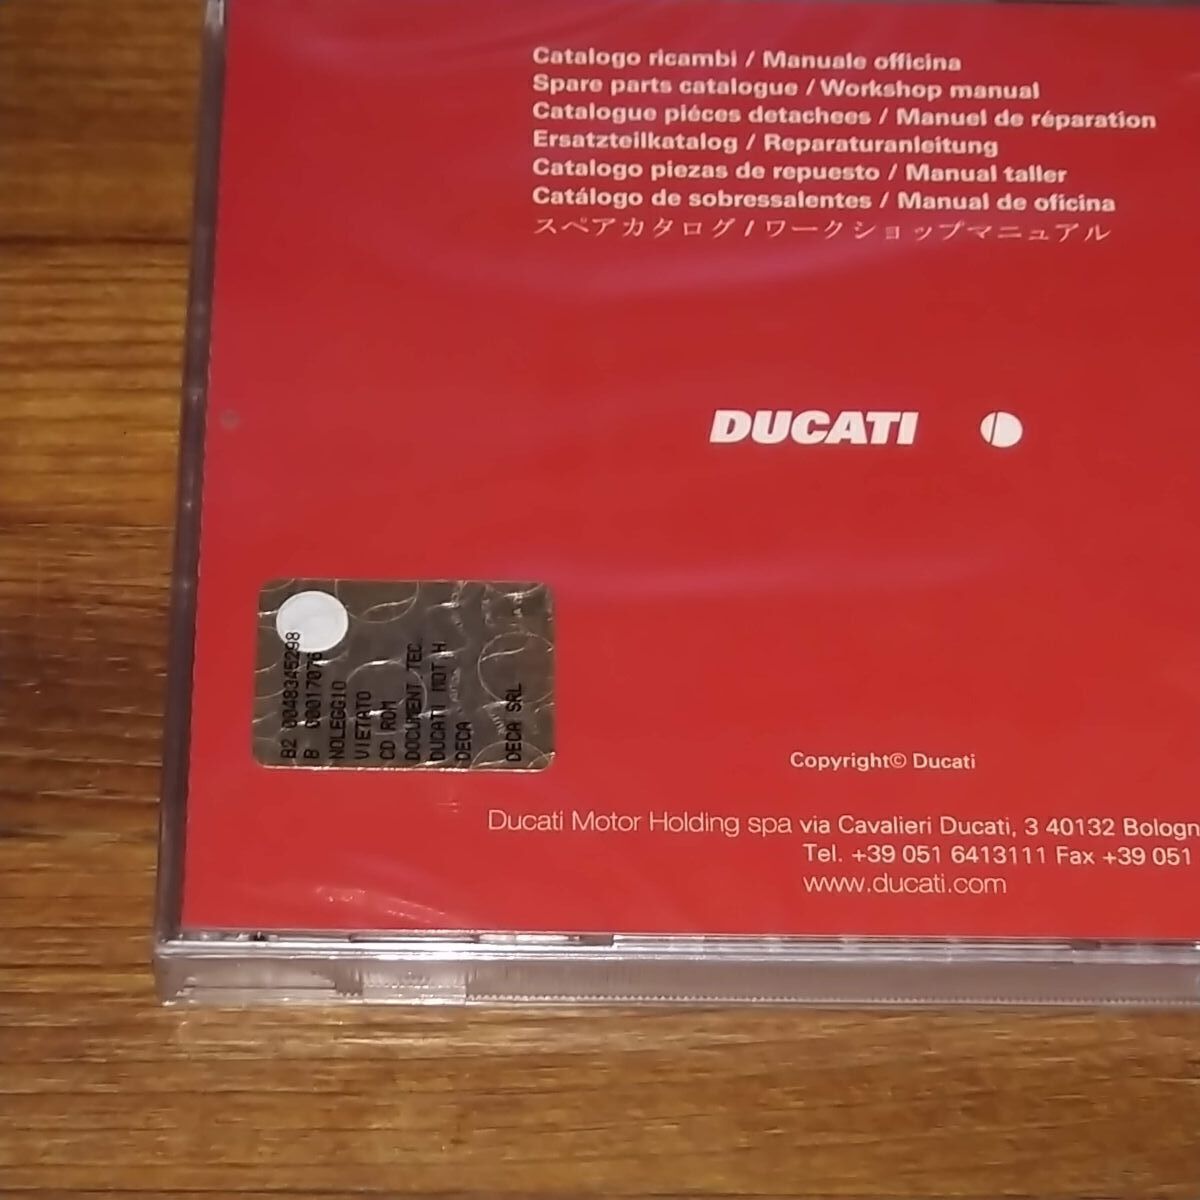 Catalogo ricambi / Manuale officina
Spare parts catalogue / Workshop manual
Catalogue piéces detachees / Manuel de réparation
Ersatzteilkatalog / Reparaturanleitung
Catalogo piezas de repuesto / Manual taller
Catálogo de sobressalentes / Manual de oficina
スペアカタログ / ワークショップマニュアル
DUCATI
B2 0048345298
B 00017076
NOLEGGIO
VIETATO
CD ROM
DOCUMENT.TEC.
DUCATI MOT H
DECA
DECA SRL
Copyright© Ducati
Ducati Motor Holding spa via Cavalieri Ducati, 3 40132 Bologn
Tel. +39 051 6413111 Fax +39 051
www.ducati.com